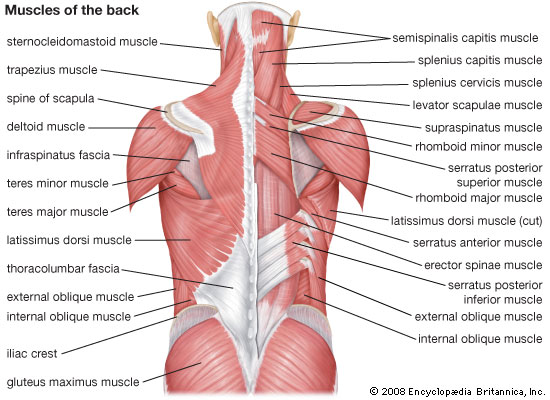 Muscles of the back
sternocleidomastoid muscle
trapezius muscle
spine of scapula
deltoid muscle
infraspinatus fascia
teres minor muscle
teres major muscle
latissimus dorsi muscle
thoracolumbar fascia
external oblique muscle
internal oblique muscle
iliac crest
gluteus maximus muscle
semispinalis capitis muscle
splenius capitis muscle
splenius cervicis muscle
levator scapulae muscle
supraspinatus muscle
rhomboid minor muscle
serratus posterior
superior muscle
rhomboid major muscle
latissimus dorsi muscle (cut)
serratus anterior muscle
erector spinae muscle
serratus posterior
inferior muscle
external oblique muscle
internal oblique muscle
© 2008 Encyclopædia Britannica, Inc.